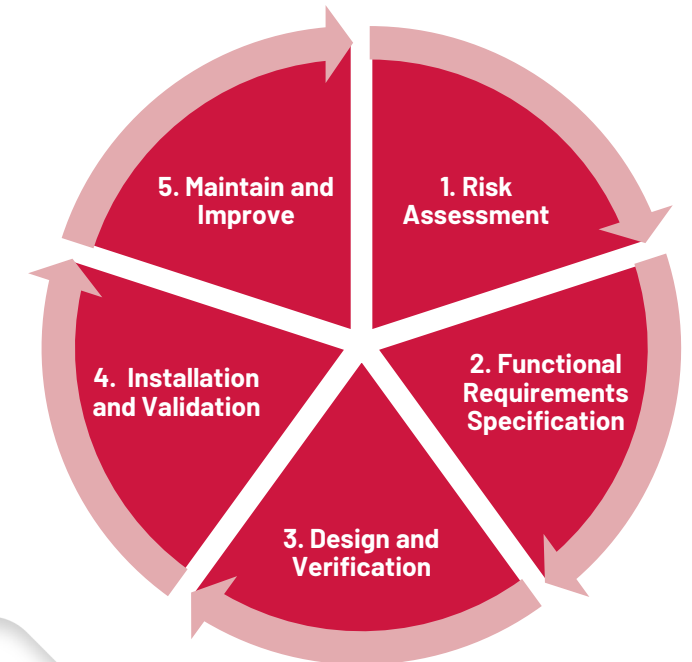 1. Risk
Assessment
2. Functional
Requirements
Specification
3. Design and
Verification
4. Installation
and Validation
5. Maintain and
Improve